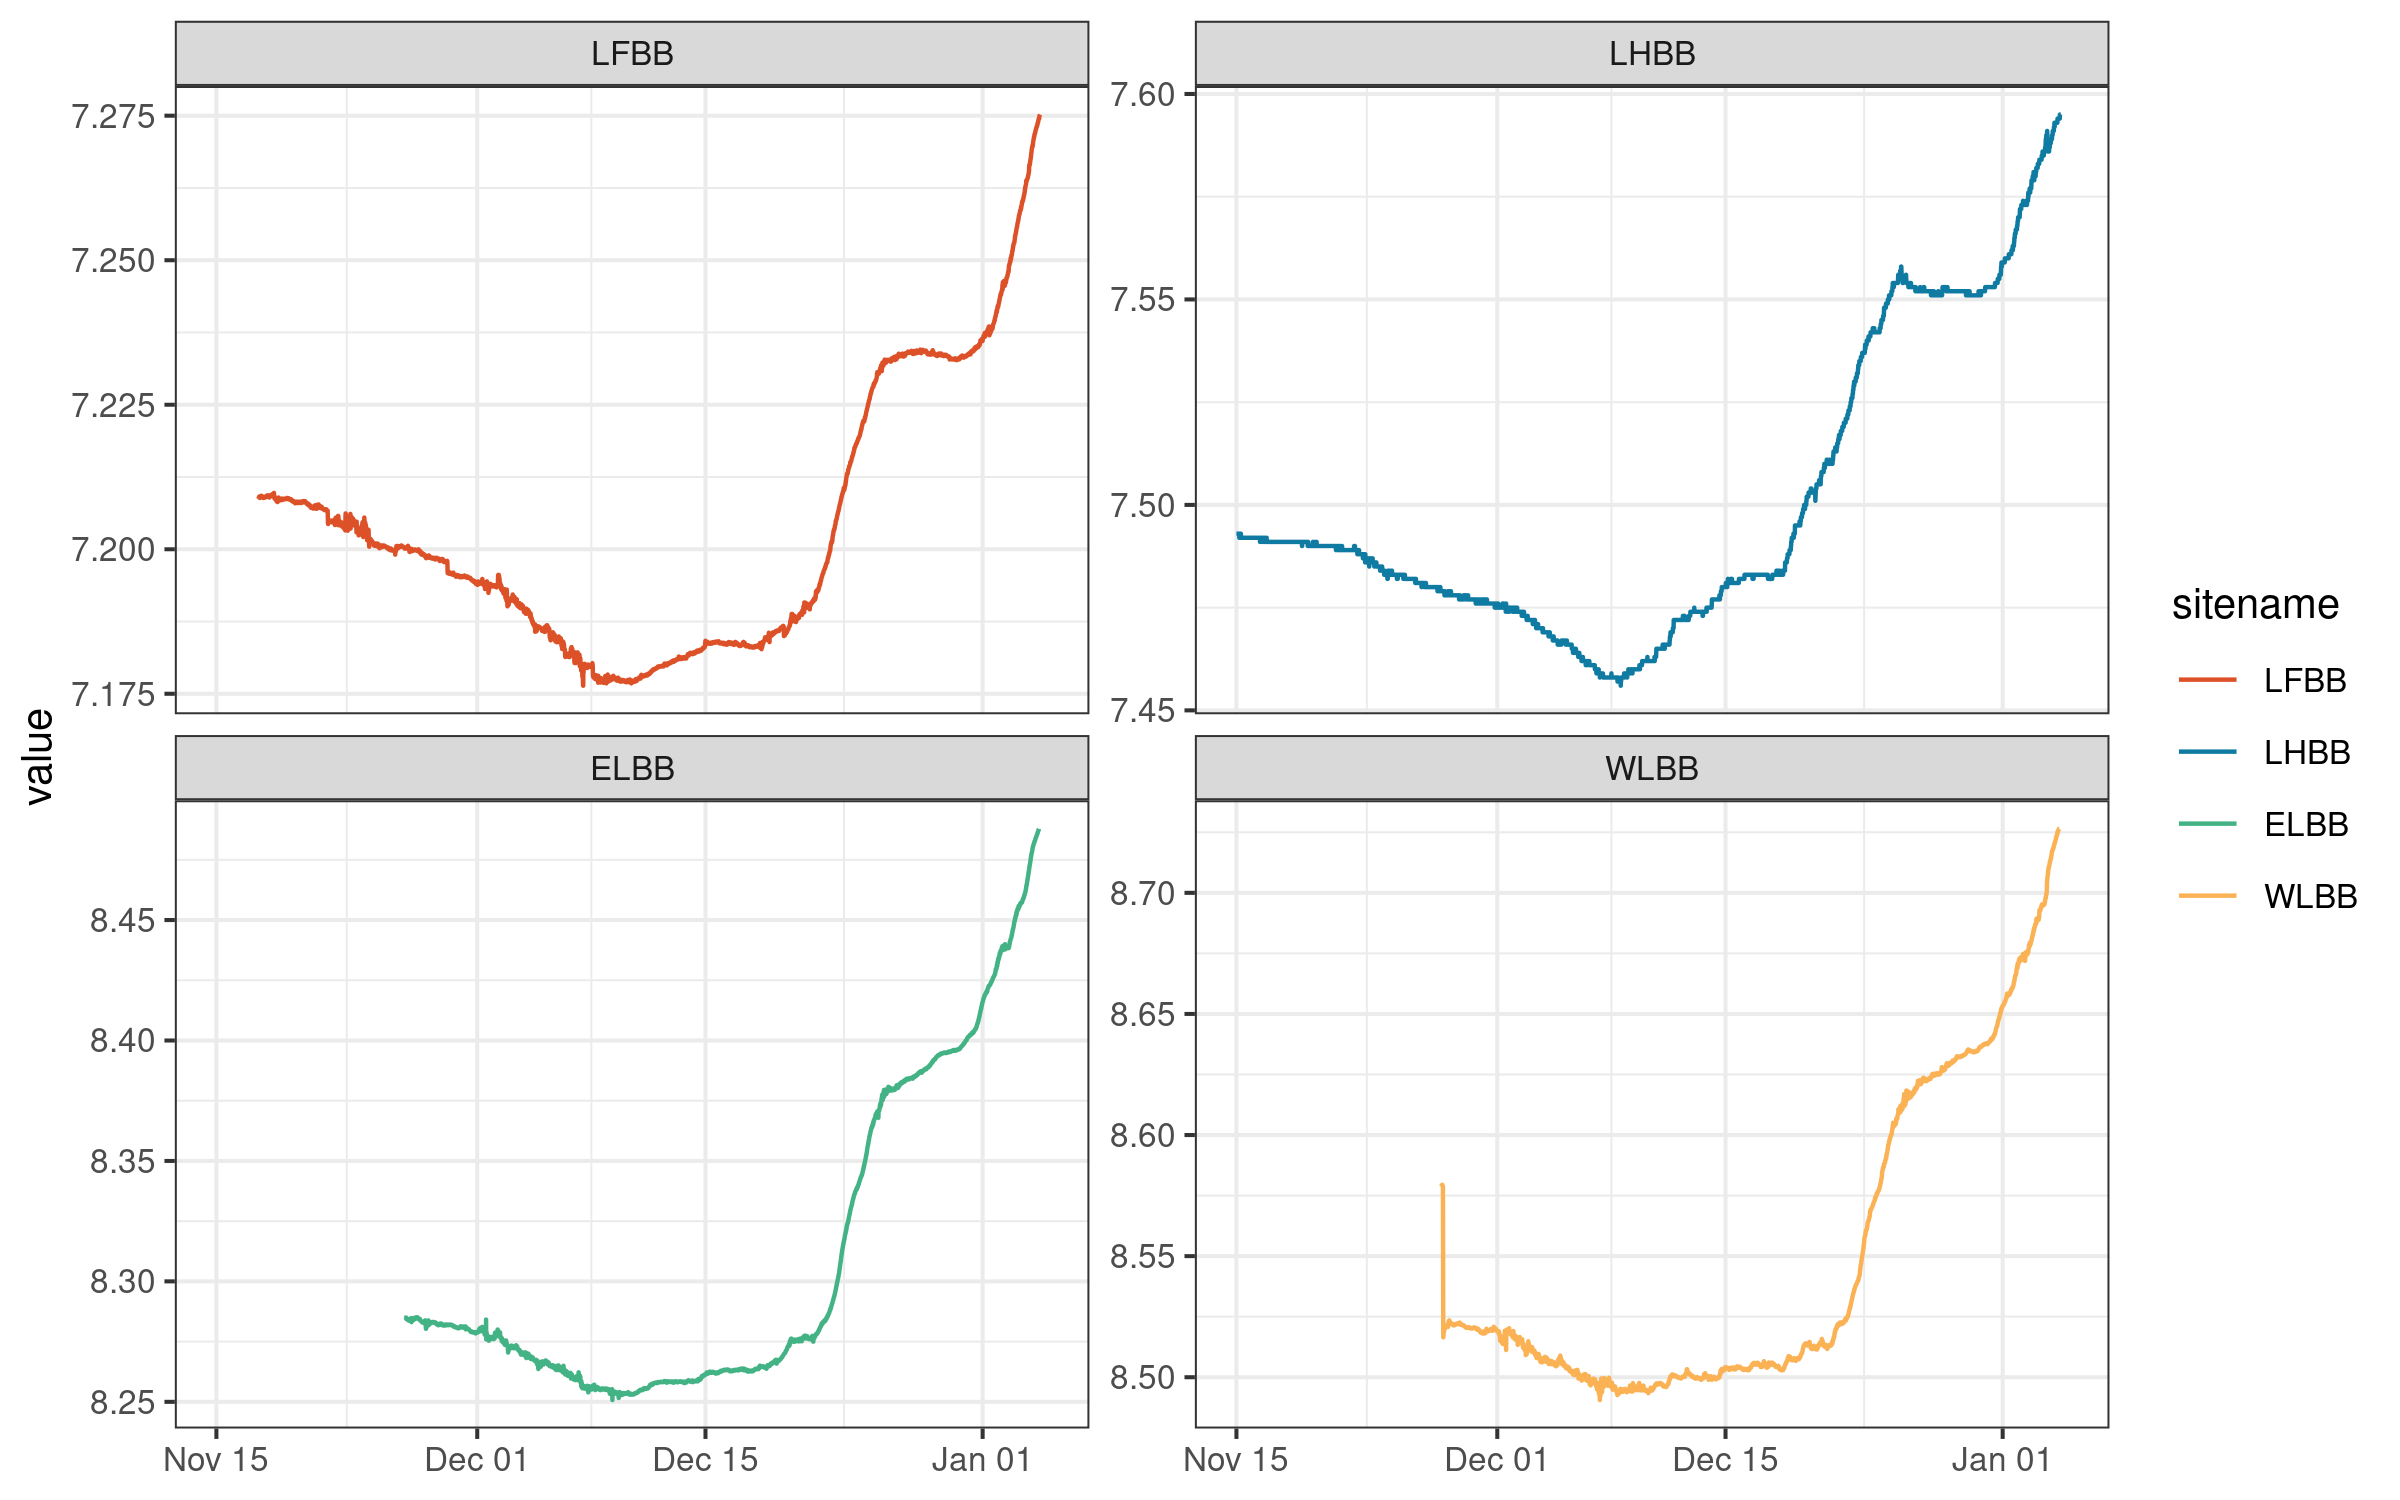 LFBB
LHBB
7.275
7.250
7.225
7.200
7.175
7.60
7.55
7.50
7.45
value
ELBB
WLBB
8.45
8.40
8.35
8.30
8.25
8.70
8.65
8.60
8.55
8.50
Nov 15
Dec 01
Dec 15
Jan 01
Nov 15
Dec 01
Dec 15
Jan 01
sitename
LFBB
LHBB
ELBB
WLBB